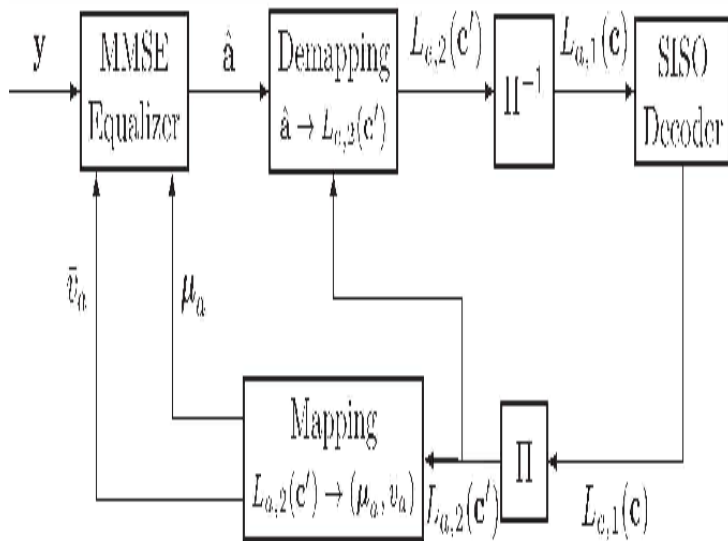 y
MMSE
Equalizer
â
Demapping
â → L_{e,2}(c′)
L_{e,2}(c′)
Π⁻¹
L_{a,1}(c)
SISO
Decoder
v̄_a
μ_a
Mapping
L_{a,2}(c′) → (μ_a, v_a)
L_{a,2}(c′)
Π
L_{e,1}(c)